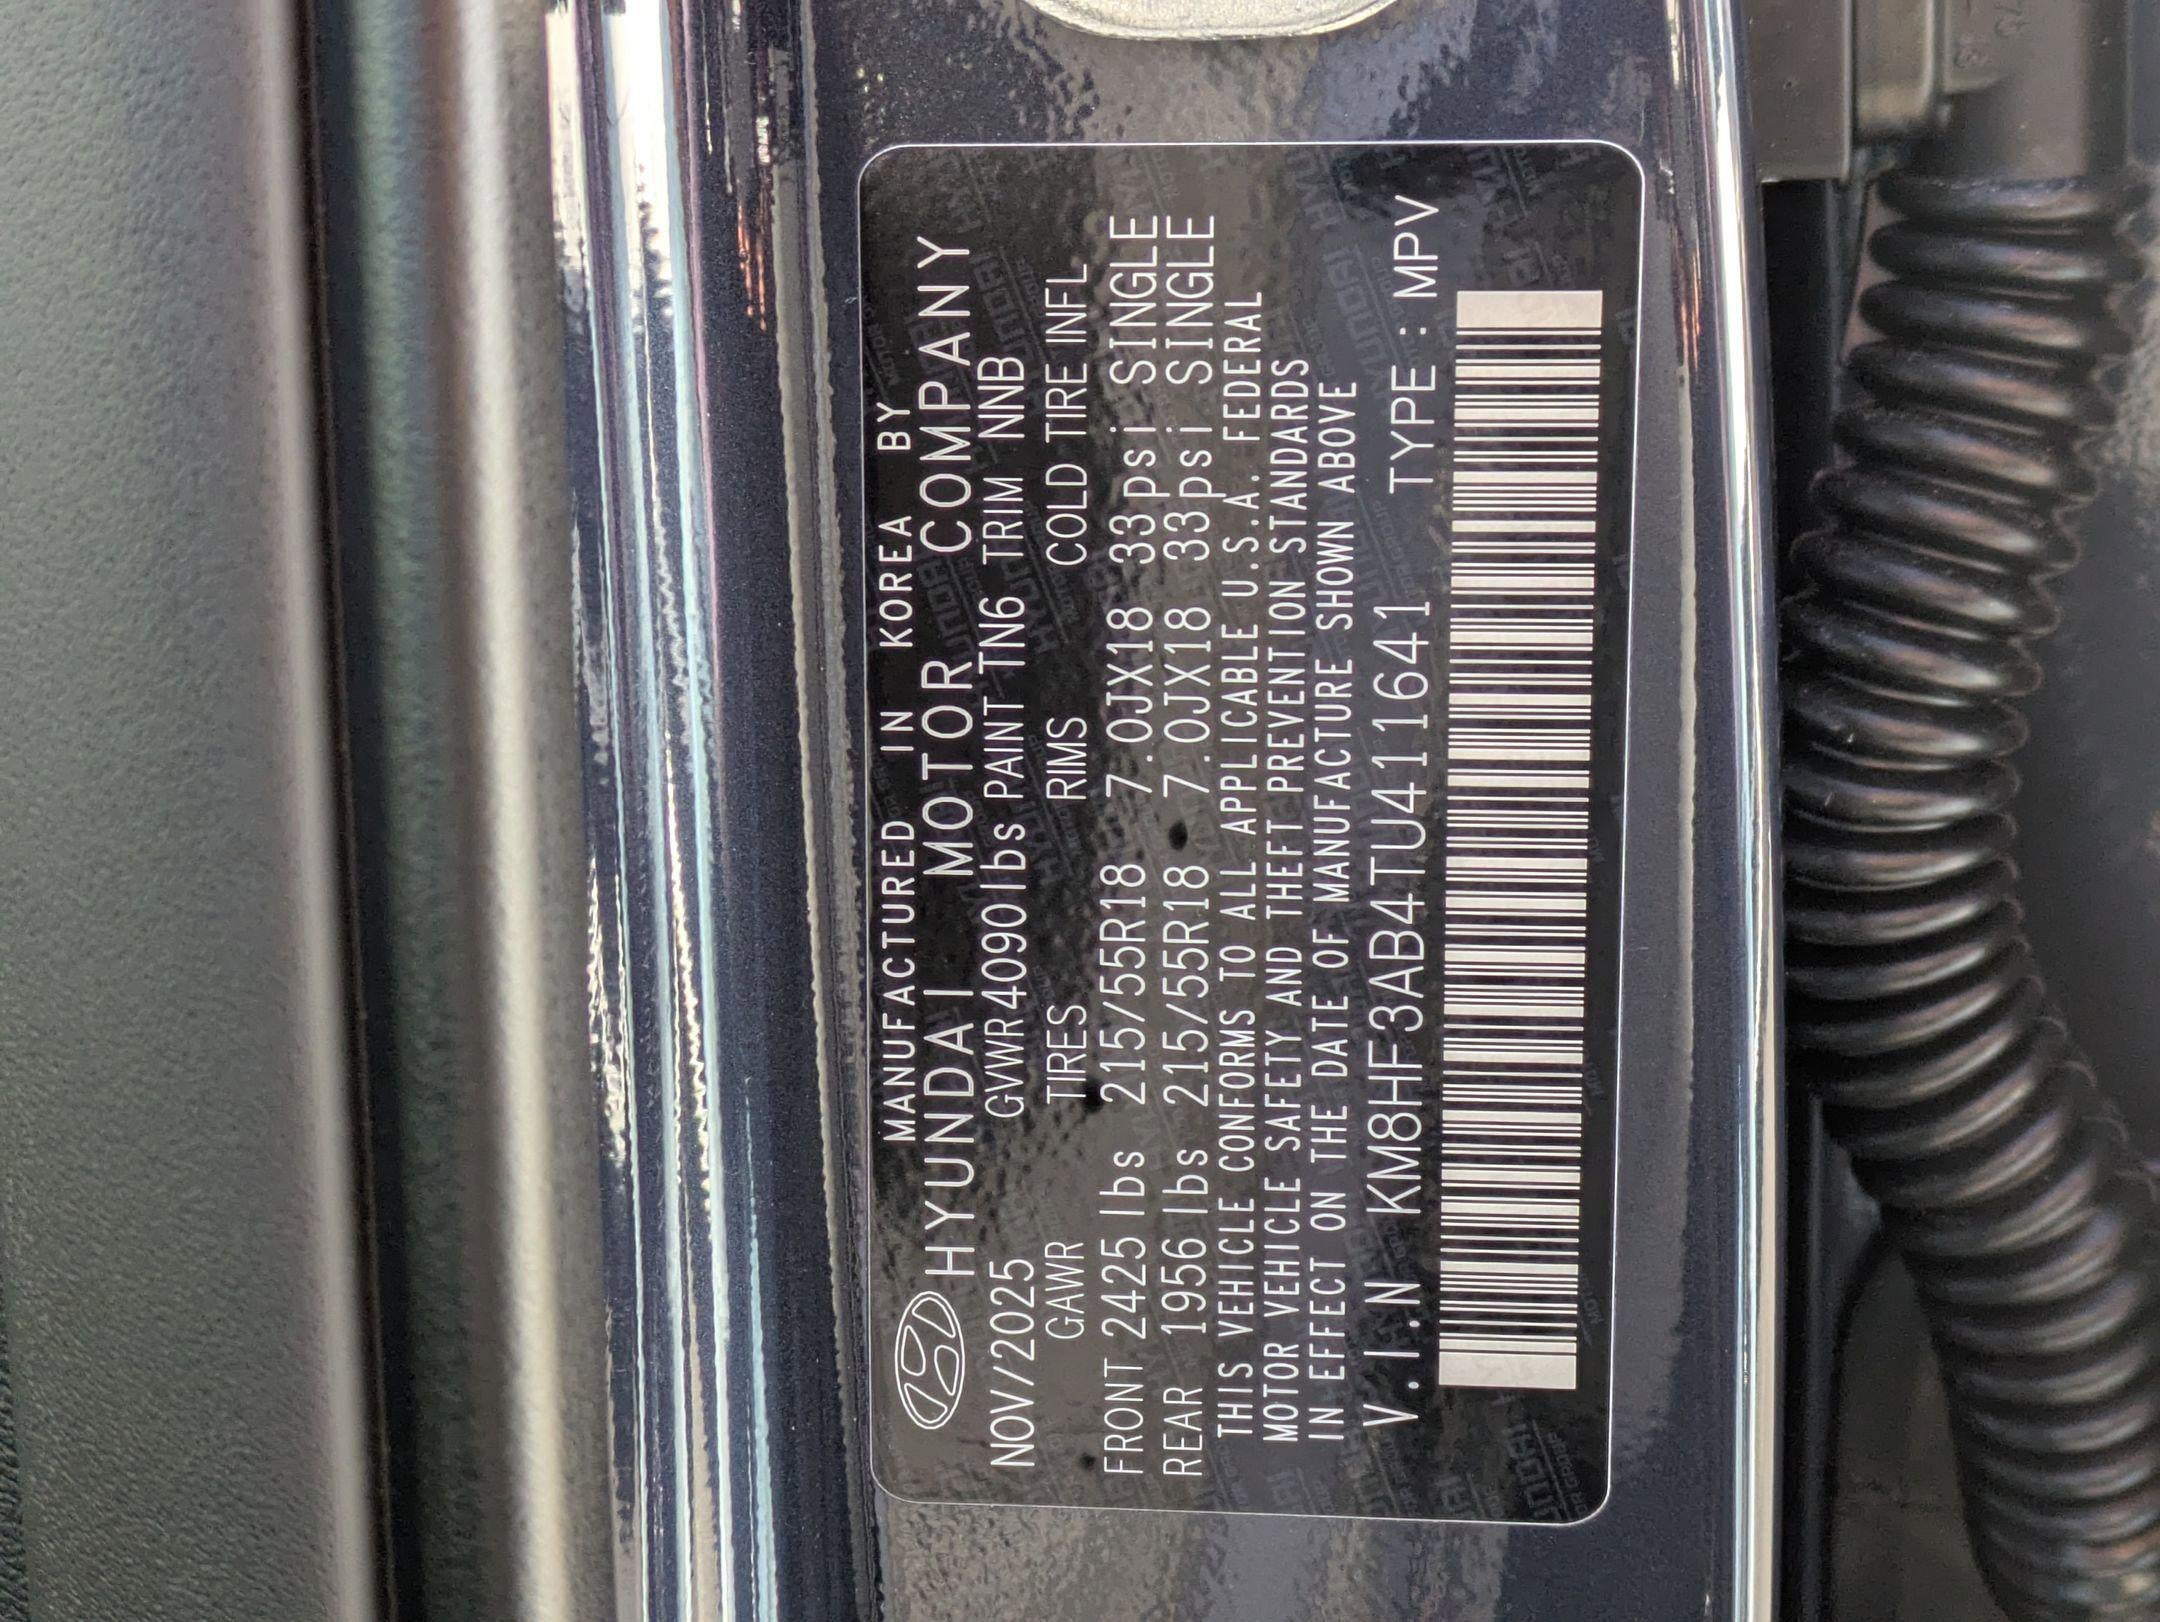 MANUFACTURED IN KOREA BY
HYUNDAI MOTOR COMPANY
NOV/2025 GVWR 4090lbs PAINT TN6 TRIM NNB
GAWR TIRES RIMS COLD TIRE INFL
FRONT 2425 lbs 215/55R18 7.0JX18 33psi SINGLE
REAR 1956 lbs 215/55R18 7.0JX18 33psi SINGLE
THIS VEHICLE CONFORMS TO ALL APPLICABLE U.S.A. FEDERAL
MOTOR VEHICLE SAFETY AND THEFT PREVENTION STANDARDS
IN EFFECT ON THE DATE OF MANUFACTURE SHOWN ABOVE
V.I.N KM8HF3AB4TU411641 TYPE : MPV